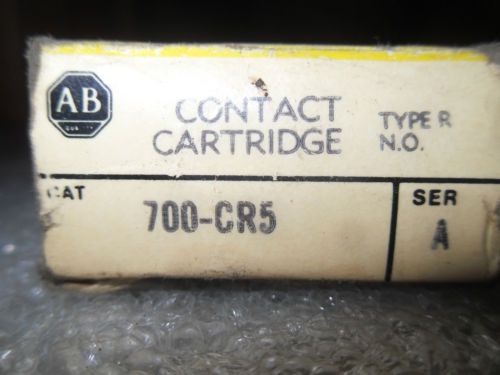 AB
CONTACT
CARTRIDGE
TYPE R
N.O.
CAT
700-CR5
SER
A